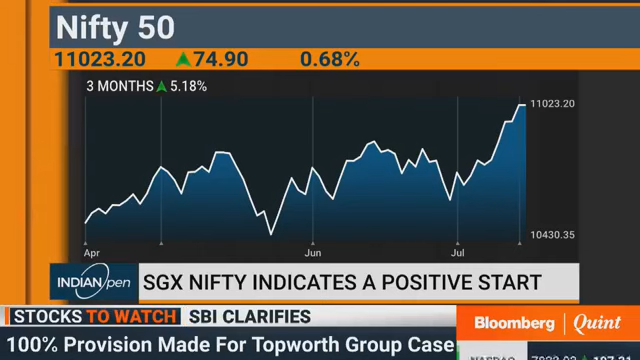 Nifty 50
11023.20 74.90 0.68%
3 MONTHS 5.18%
11023.20
10430.35
Apr Jun Jul
INDIAN Open
SGX NIFTY INDICATES A POSITIVE START
STOCKS TO WATCH SBI CLARIFIES
Bloomberg | Quint
100% Provision Made For Topworth Group Case